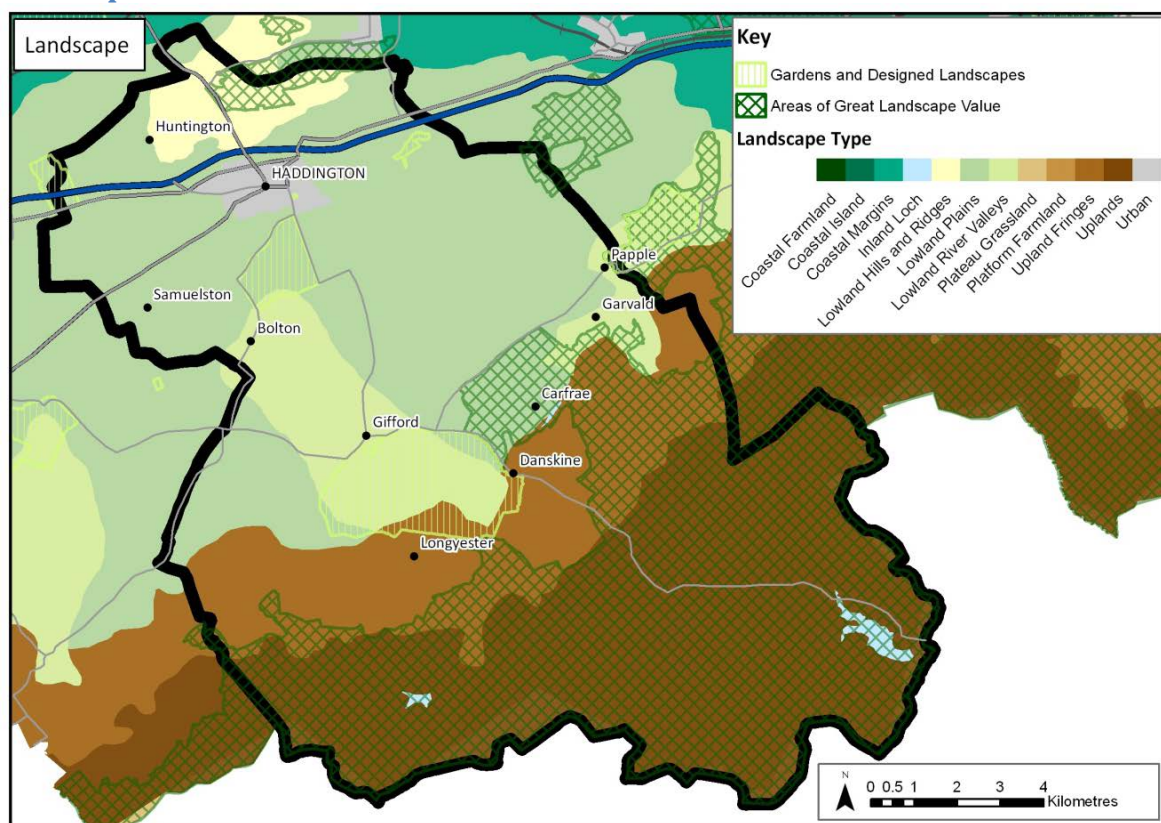 Landscape
Huntington
HADDINGTON
Samuelston
Bolton
Papple
Garvald
Carfrae
Gifford
Danskine
Longyester
Key
Gardens and Designed Landscapes
Areas of Great Landscape Value
Landscape Type
Coastal Farmland
Coastal Island
Coastal Margins
Inland Loch
Lowland Hills and Ridges
Lowland Plains
Lowland River Valleys
Plateau Grassland
Platform Farmland
Upland Fringes
Uplands
Urban
N
0 0.5 1 2 3 4
Kilometres